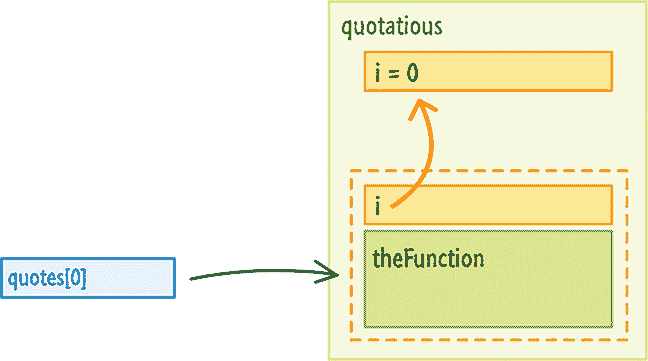 quotatious
i = 0
i
theFunction
quotes[0]